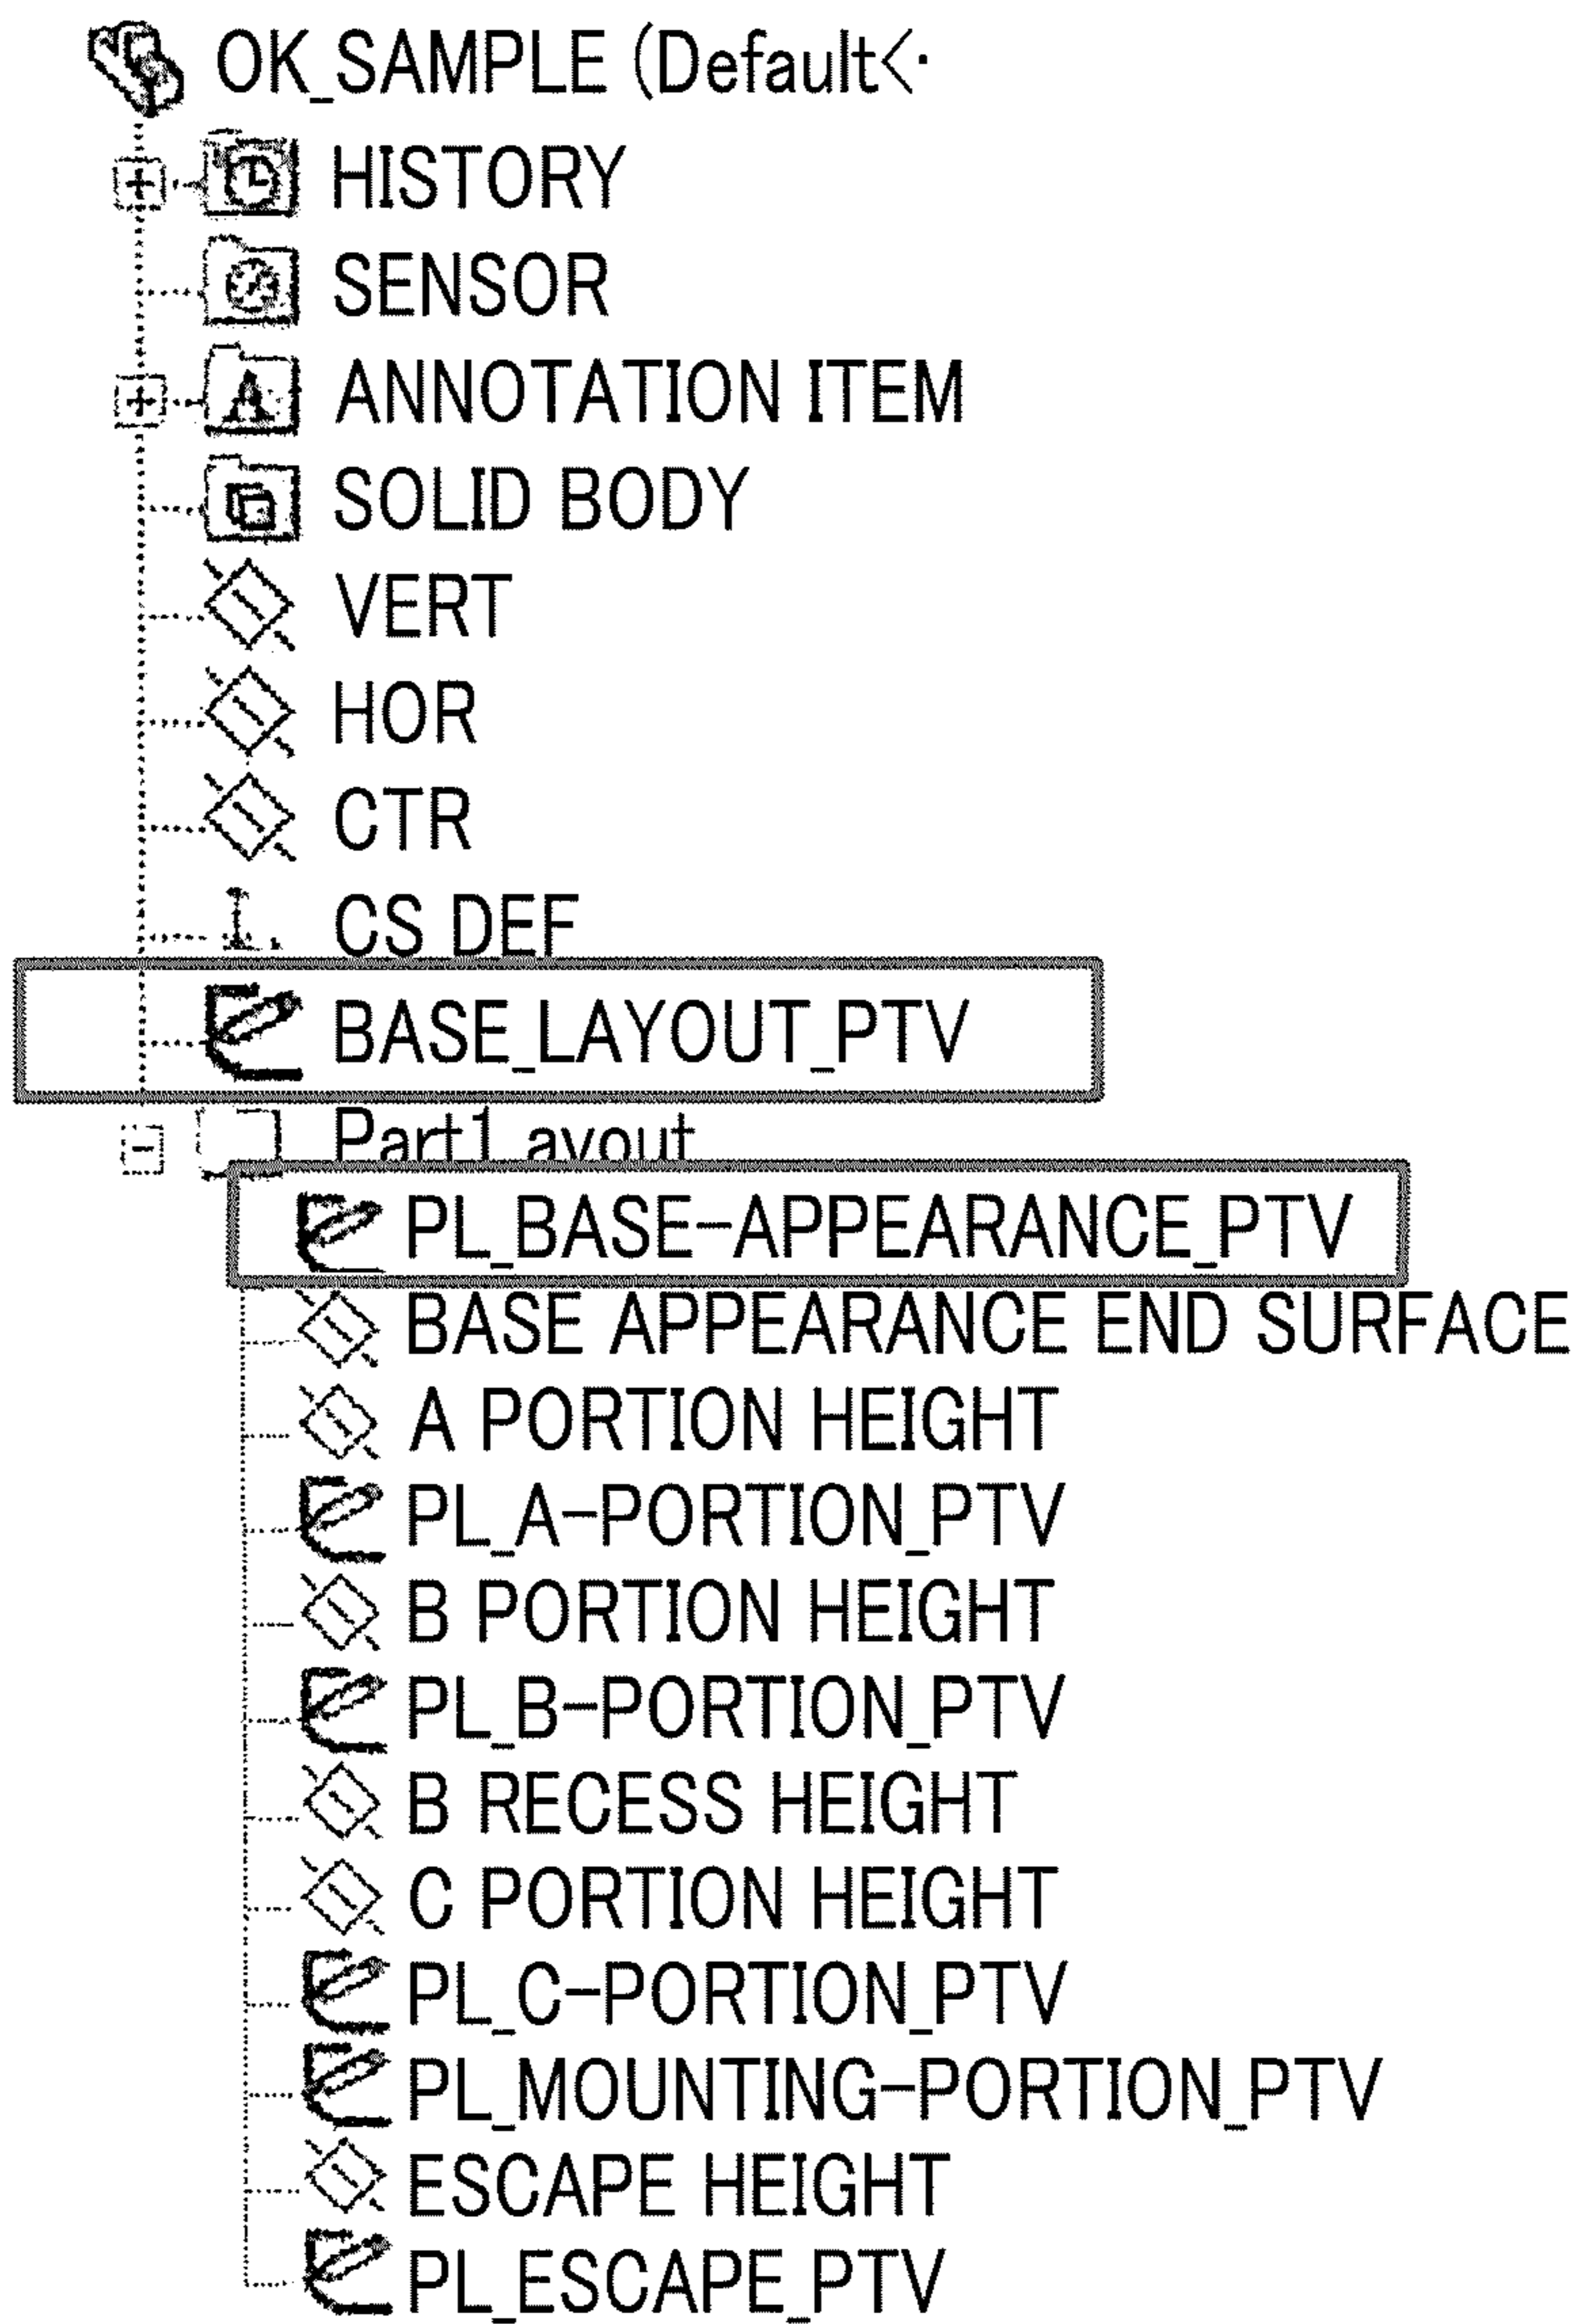 OK_SAMPLE (Default<·
HISTORY
SENSOR
ANNOTATION ITEM
SOLID BODY
VERT
HOR
CTR
CS DEF
BASE_LAYOUT_PTV
Part1Layout
PL_BASE-APPEARANCE_PTV
BASE APPEARANCE END SURFACE
A PORTION HEIGHT
PL_A-PORTION_PTV
B PORTION HEIGHT
PL_B-PORTION_PTV
B RECESS HEIGHT
C PORTION HEIGHT
PL_C-PORTION_PTV
PL_MOUNTING-PORTION_PTV
ESCAPE HEIGHT
PL_ESCAPE_PTV